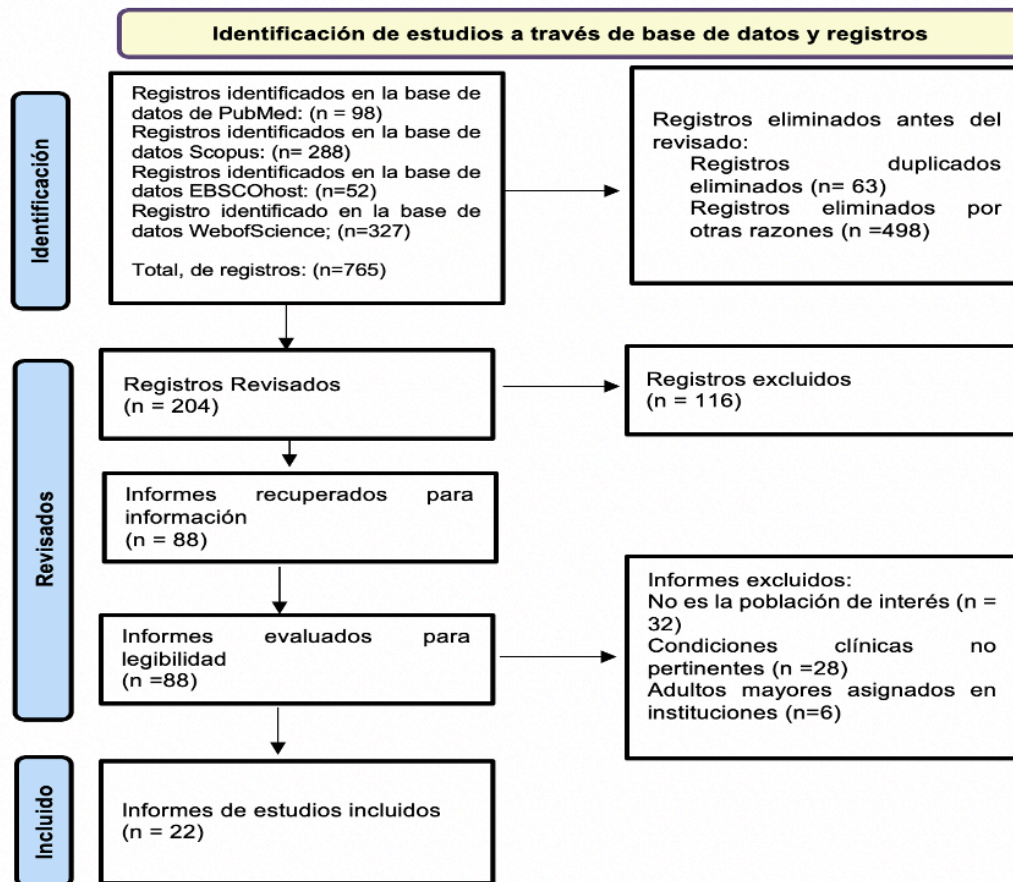 Identificación de estudios a través de base de datos y registros
Identificación
Registros identificados en la base de
datos de PubMed: (n = 98)
Registros identificados en la base de
datos Scopus: (n= 288)
Registros identificados en la base de
datos EBSCOhost: (n=52)
Registro identificado en la base de
datos WebofScience; (n=327)
Total, de registros: (n=765)
Registros eliminados antes del
revisado:
Registros duplicados
eliminados (n= 63)
Registros eliminados por
otras razones (n =498)
Revisados
Registros Revisados
(n = 204)
Registros excluidos
(n = 116)
Informes recuperados para
información
(n = 88)
Informes evaluados para
legibilidad
(n =88)
Informes excluidos:
No es la población de interés (n =
32)
Condiciones clínicas no
pertinentes (n =28)
Adultos mayores asignados en
instituciones (n=6)
Incluido
Informes de estudios incluidos
(n = 22)